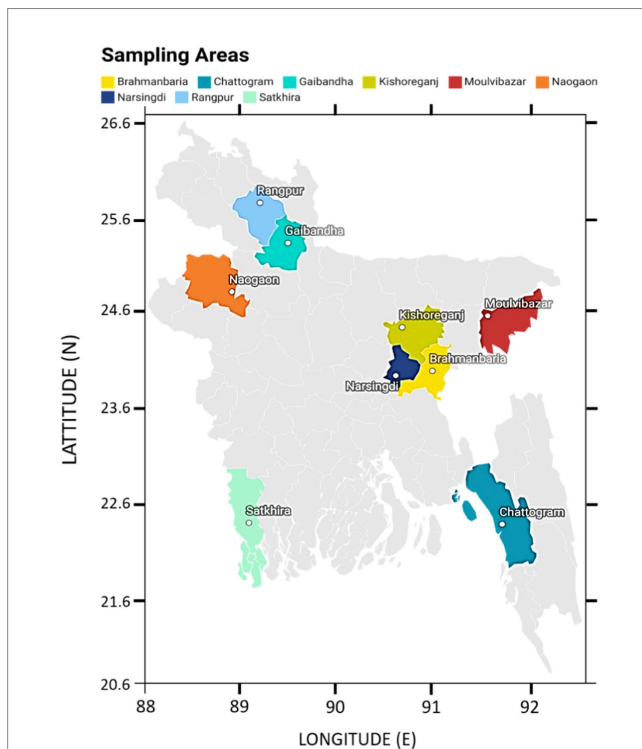 Sampling Areas
Brahmanbaria Chattogram Gaibandha Kishoreganj Moulvibazar Naogaon
Narsingdi Rangpur Satkhira
26.6
Rangpur
25.6
Gaibandha
Naogaon
24.6
Moulvibazar
Kishoreganj
Brahmanbaria
Narsingdi
23.6
22.6
Satkhira
Chattogram
21.6
20.6
88 89 90 91 92
LATTITUDE (N)
LONGITUDE (E)